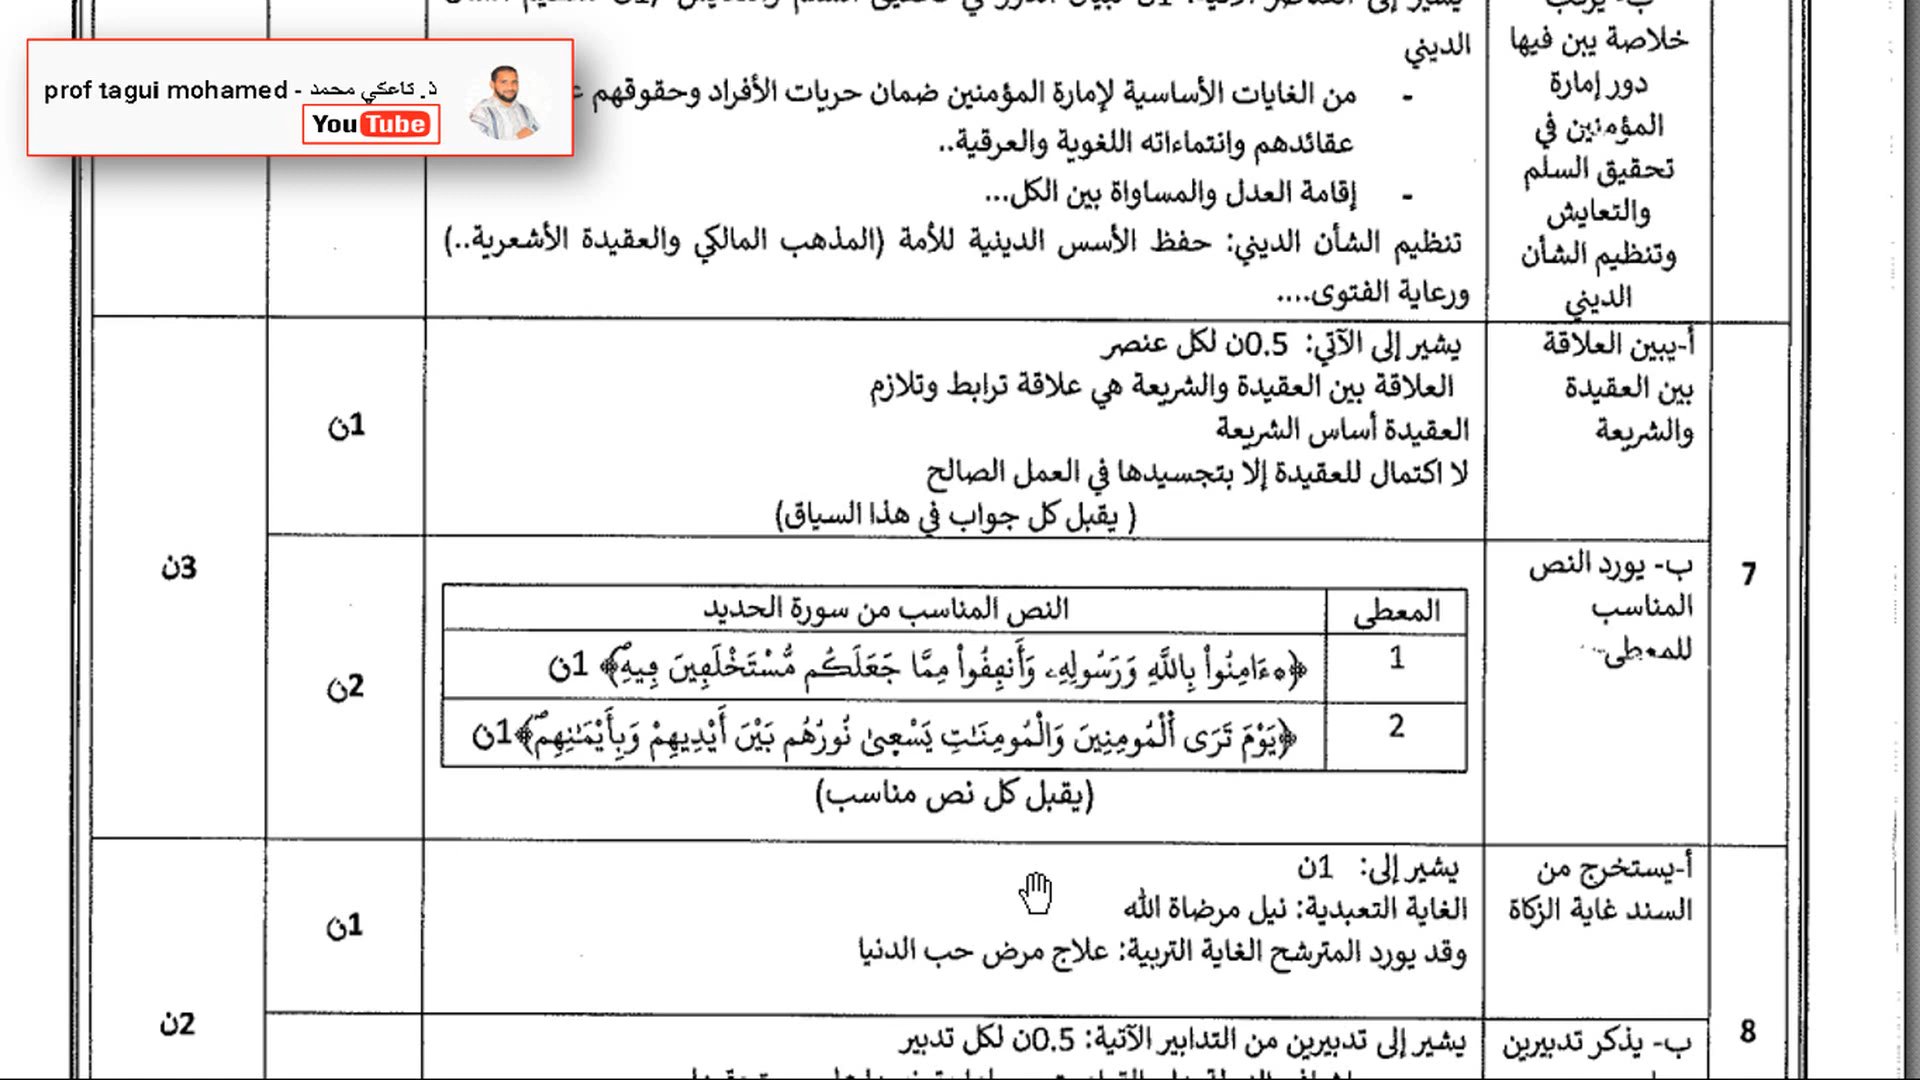 ذ. تاعكي محمد - prof tagui mohamed
YouTube
خلاصة يبن فيها
دور إمارة
المؤمنين في
تحقيق السلم
والتعايش
وتنظيم الشأن
الديني
الديني
- من الغايات الأساسية لإمارة المؤمنين ضمان حريات الأفراد وحقوقهم
عقائدهم وانتماءاته اللغوية والعرقية..
- إقامة العدل والمساواة بين الكل...
تنظيم الشأن الديني: حفظ الأسس الدينية للأمة (المذهب المالكي والعقيدة الأشعرية..)
ورعاية الفتوى....
7
أ-يبين العلاقة
بين العقيدة
والشريعة
يشير إلى الآتي: 0.5ن لكل عنصر
العلاقة بين العقيدة والشريعة هي علاقة ترابط وتلازم
العقيدة أساس الشريعة
لا اكتمال للعقيدة إلا بتجسيدها في العمل الصالح
( يقبل كل جواب في هذا السياق)
1ن
3ن
ب- يورد النص
المناسب
للمعطى
المعطى النص المناسب من سورة الحديد
1 ﴿ءَامِنُواْ بِاللَّهِ وَرَسُولِهِۦ وَأَنفِقُواْ مِمَّا جَعَلَكُم مُّسْتَخْلَفِينَ فِيهِ﴾ 1ن
2 ﴿يَوْمَ تَرَى اَلْمُومِنِينَ وَالْمُومِنَٰتِ يَسْعِىٰ نُورُهُم بَيْنَ أَيْدِيهِمْ وَبِأَيْمَٰنِهِم﴾1ن
(يقبل كل نص مناسب)
2ن
8
أ-يستخرج من
السند غاية الزكاة
يشير إلى: 1ن
الغاية التعبدية: نيل مرضاة الله
وقد يورد المترشح الغاية التربية: علاج مرض حب الدنيا
1ن
2ن
ب- يذكر تدبيرين
يشير إلى تدبيرين من التدابير الآتية: 0.5ن لكل تدبير